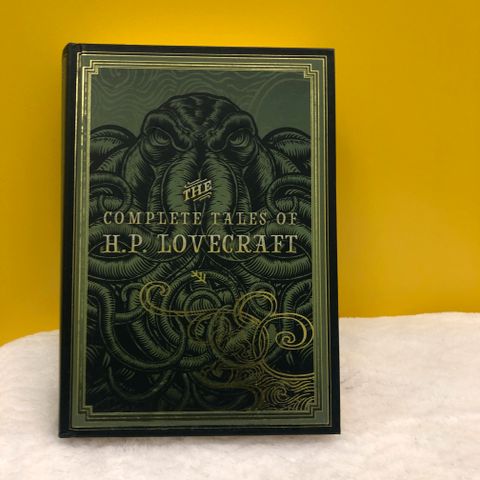 THE
COMPLETE TALES OF
H.P. LOVECRAFT